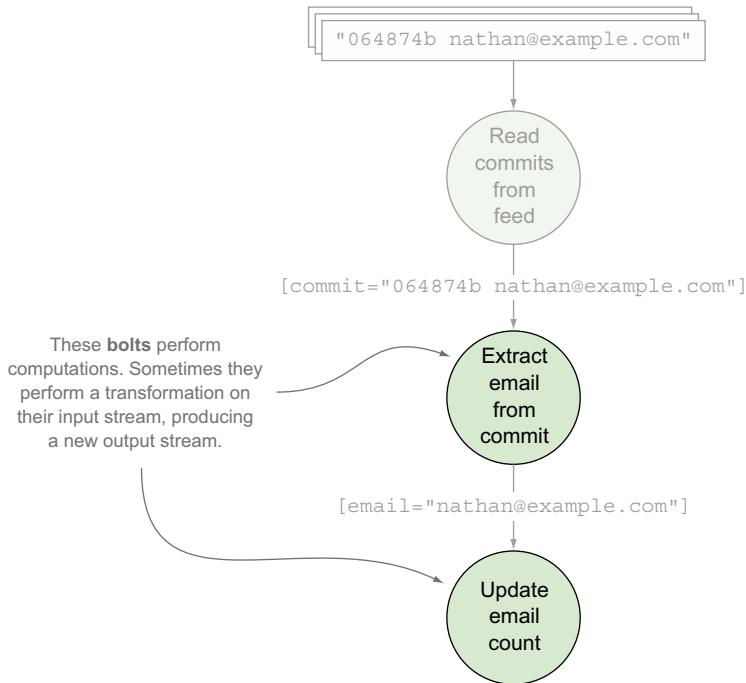 "064874b nathan@example.com"
Read
commits
from
feed
[commit="064874b nathan@example.com"]
These bolts perform
computations. Sometimes they
perform a transformation on
their input stream, producing
a new output stream.
Extract
email
from
commit
[email="nathan@example.com"]
Update
email
count